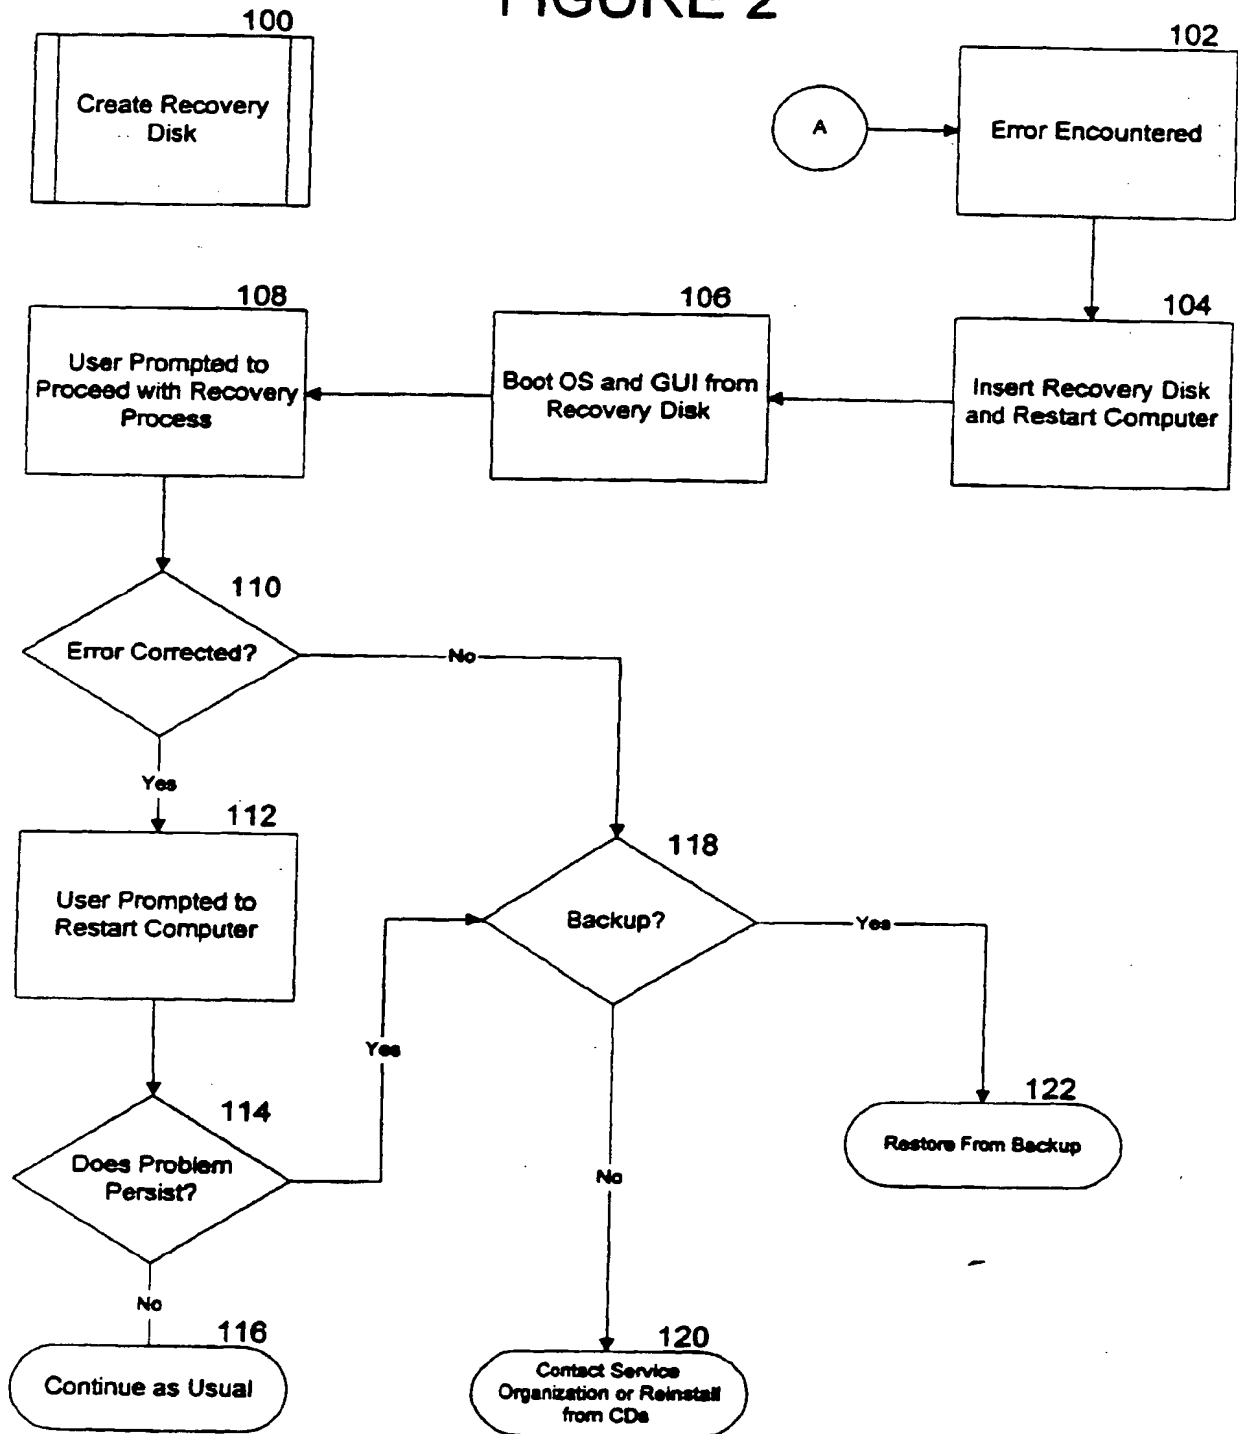 FIGURE 2
100
Create Recovery
Disk
A
102
Error Encountered
108
User Prompted to
Proceed with Recovery
Process
106
Boot OS and GUI from
Recovery Disk
104
Insert Recovery Disk
and Restart Computer
110
Error Corrected?
No
Yes
112
User Prompted to
Restart Computer
118
Backup?
Yes
Yes
114
Does Problem
Persist?
122
Restore From Backup
No
No
116
Continue as Usual
120
Contact Service
Organization or Reinstall
from CDs